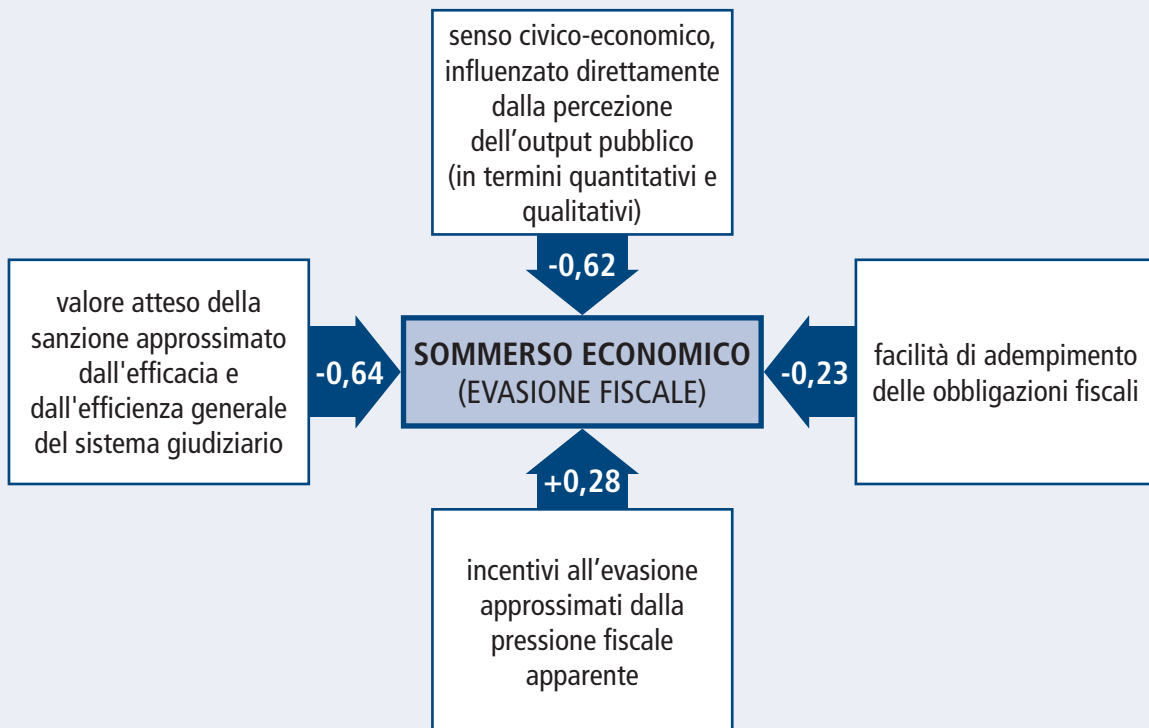 senso civico-economico,
influenzato direttamente
dalla percezione
dell’output pubblico
(in termini quantitativi e
qualitativi)
-0,62
valore atteso della
sanzione approssimato
dall'efficacia e
dall'efficienza generale
del sistema giudiziario
-0,64
SOMMERSO ECONOMICO
(EVASIONE FISCALE)
-0,23
facilità di adempimento
delle obbligazioni fiscali
+0,28
incentivi all’evasione
approssimati dalla
pressione fiscale
apparente